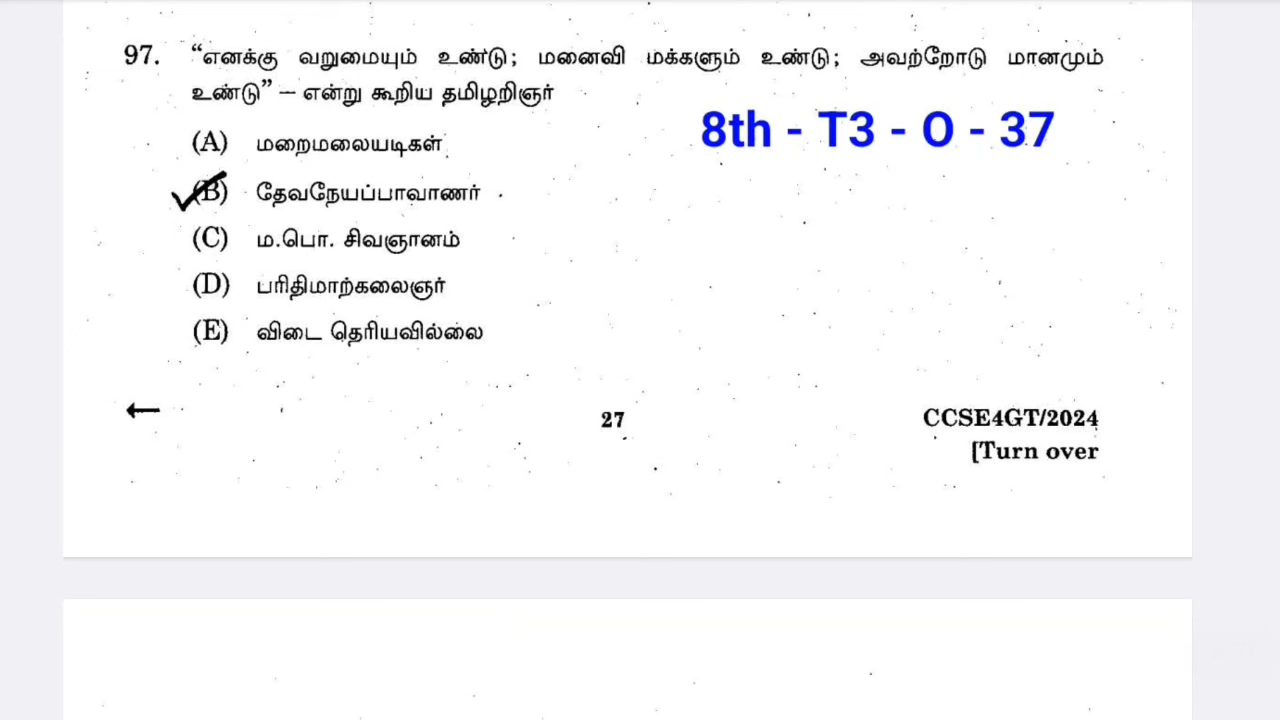 97. “எனக்கு வறுமையும் உண்டு; மனைவி மக்களும் உண்டு; அவற்றோடு மானமும்
உண்டு” – என்று கூறிய தமிழறிஞர்
8th - T3 - O - 37
(A) மறைமலையடிகள்
(B) தேவநேயப்பாவாணர்
(C) ம.பொ. சிவஞானம்
(D) பரிதிமாற்கலைஞர்
(E) விடை தெரியவில்லை
27
CCSE4GT/2024
[Turn over